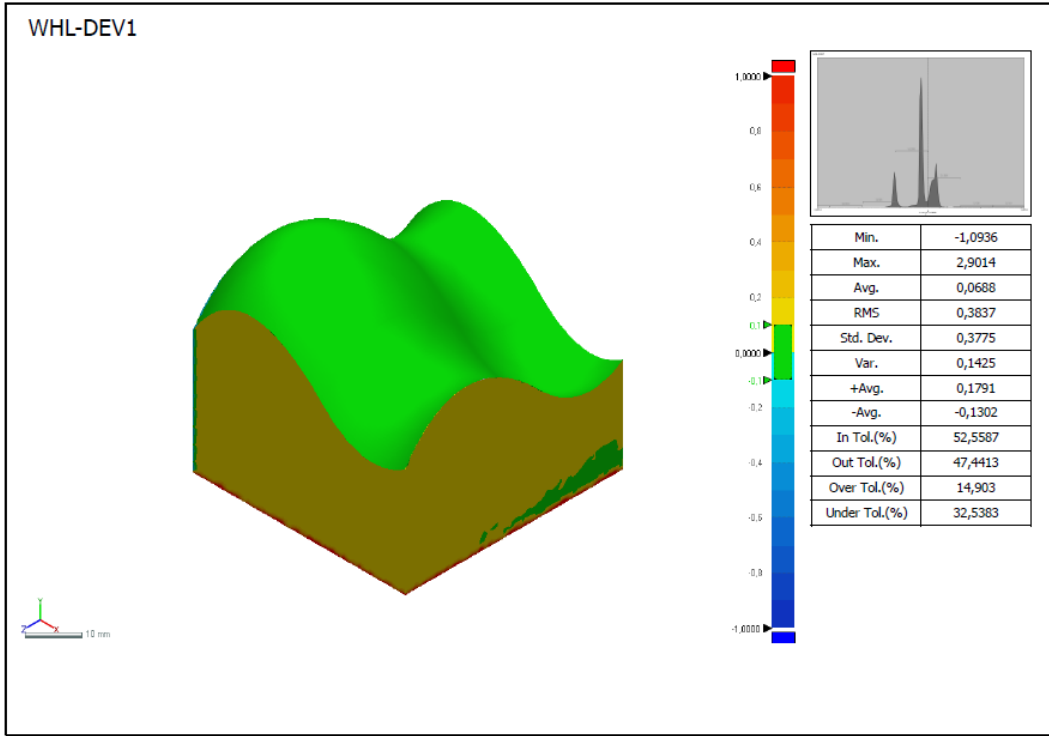 WHL-DEV1
1,0000
0,8
0,6
0,4
0,2
0,1
0,0000
-0,1
-0,2
-0,4
-0,6
-0,8
-1,0000
Min. -1,0936
Max. 2,9014
Avg. 0,0688
RMS 0,3837
Std. Dev. 0,3775
Var. 0,1425
+Avg. 0,1791
-Avg. -0,1302
In Tol.(%) 52,5587
Out Tol.(%) 47,4413
Over Tol.(%) 14,903
Under Tol.(%) 32,5383
Y
Z
X
10 mm